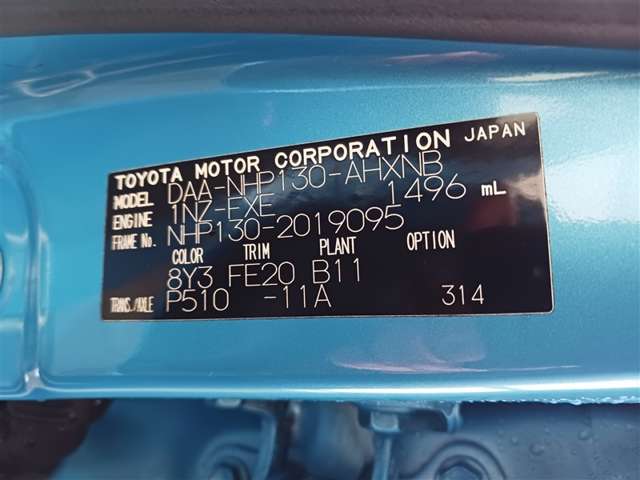 TOYOTA MOTOR CORPORATION JAPAN
MODEL DAA-NHP130-AHXNB
ENGINE 1NZ-EXE 1496 mL
FRAME No. NHP130-2019095
COLOR TRIM PLANT OPTION
8Y3 FE20 B11
TRANS./AXLE P510 -11A 314